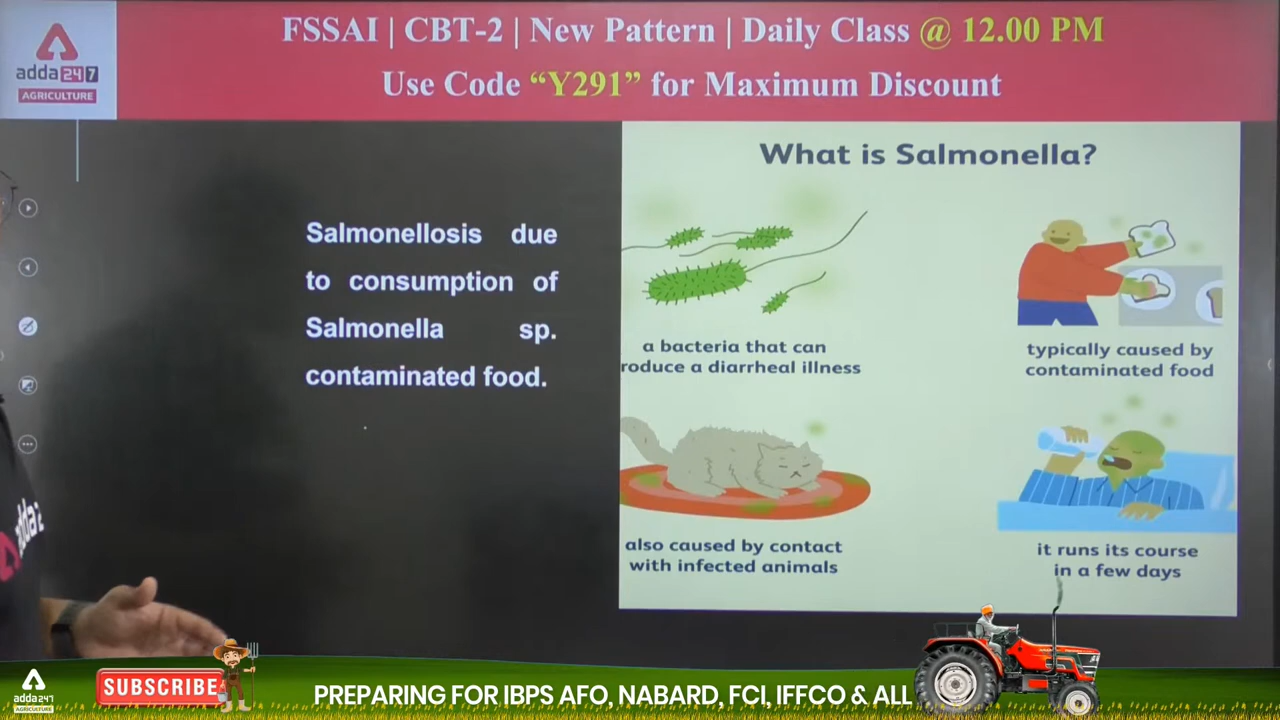 FSSAI | CBT-2 | New Pattern | Daily Class @ 12.00 PM
Use Code “Y291” for Maximum Discount
adda247
AGRICULTURE
What is Salmonella?
Salmonellosis due
to consumption of
Salmonella sp.
contaminated food.
a bacteria that can
roduce a diarrheal illness
typically caused by
contaminated food
also caused by contact
with infected animals
it runs its course
in a few days
adda2
adda247
AGRICULTURE
SUBSCRIBE
PREPARING FOR IBPS AFO, NABARD, FCI, IFFCO & ALL